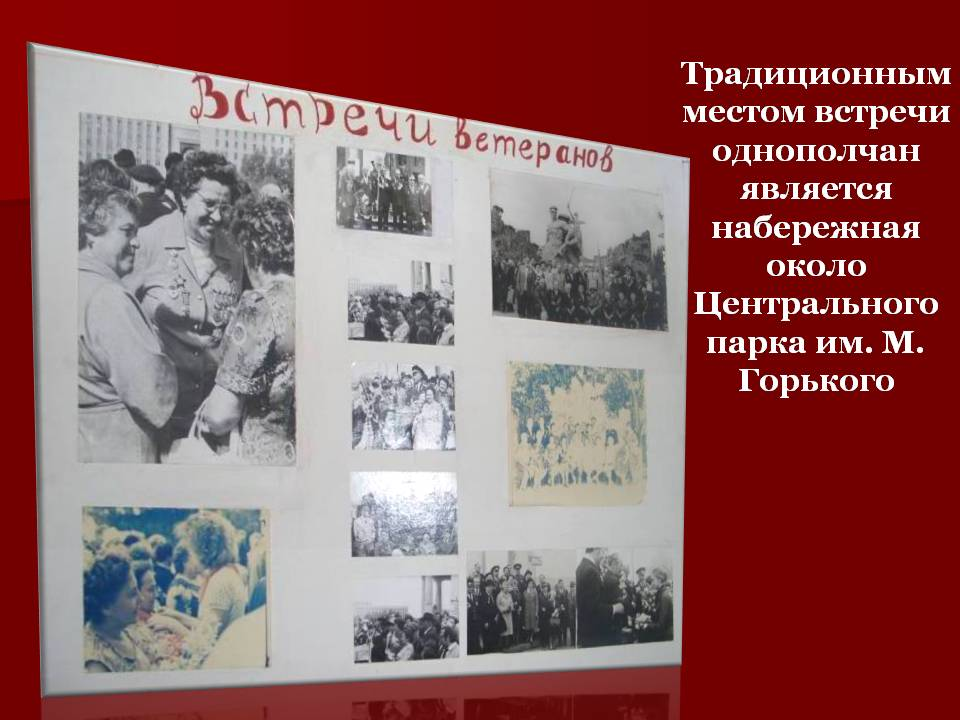 Встречи ветеранов
Традиционным
местом встречи
однополчан
является
набережная
около
Центрального
парка им. М.
Горького